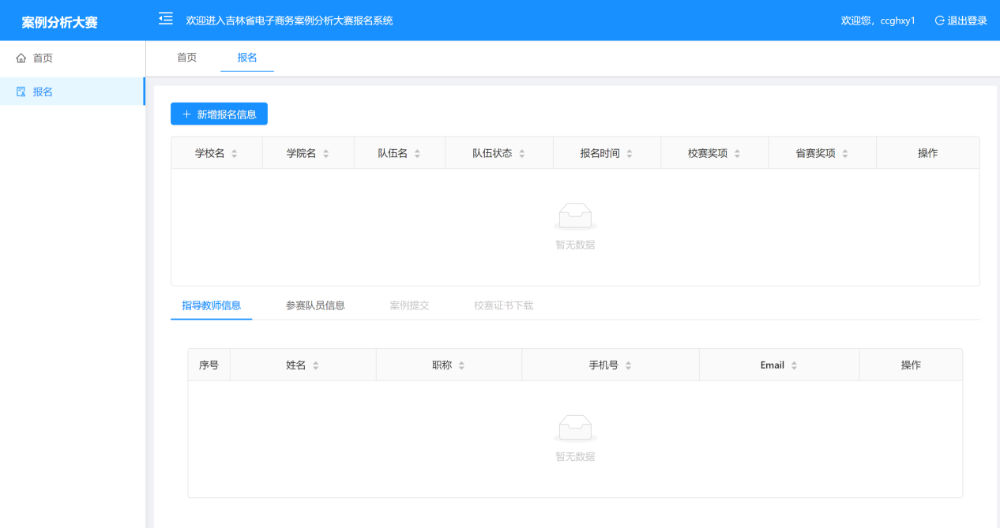 案例分析大赛
欢迎进入吉林省电子商务案例分析大赛报名系统
欢迎您，ccghxy1
退出登录
首页
报名
首页 报名
新增报名信息
学校名 学院名 队伍名 队伍状态 报名时间 校赛奖项 省赛奖项 操作
暂无数据
指导教师信息 参赛队员信息 案例提交 校赛证书下载
序号 姓名 职称 手机号 Email 操作
暂无数据